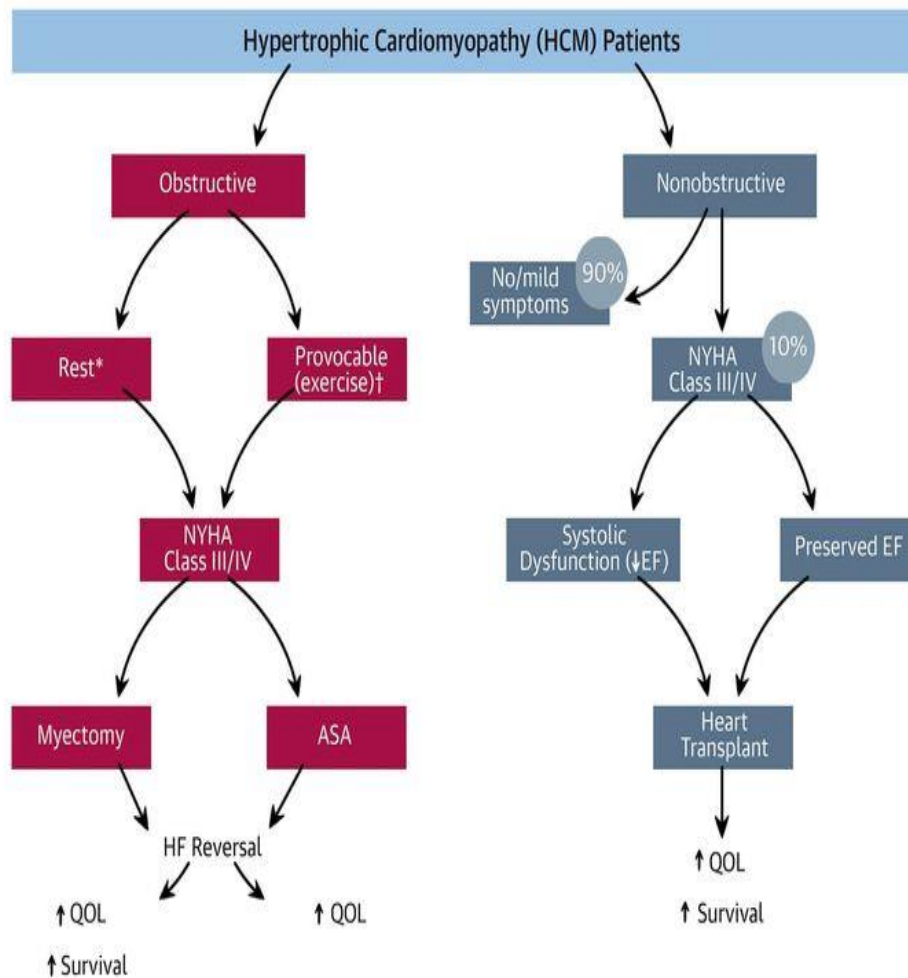 Hypertrophic Cardiomyopathy (HCM) Patients
Obstructive
Nonobstructive
No/mild
symptoms
90%
Rest*
Provocable
(exercise)†
NYHA
Class III/IV
10%
NYHA
Class III/IV
Systolic
Dysfunction (↓EF)
Preserved EF
Myectomy
ASA
Heart
Transplant
HF Reversal
↑ QOL
↑ Survival
↑ QOL
↑ QOL
↑ Survival